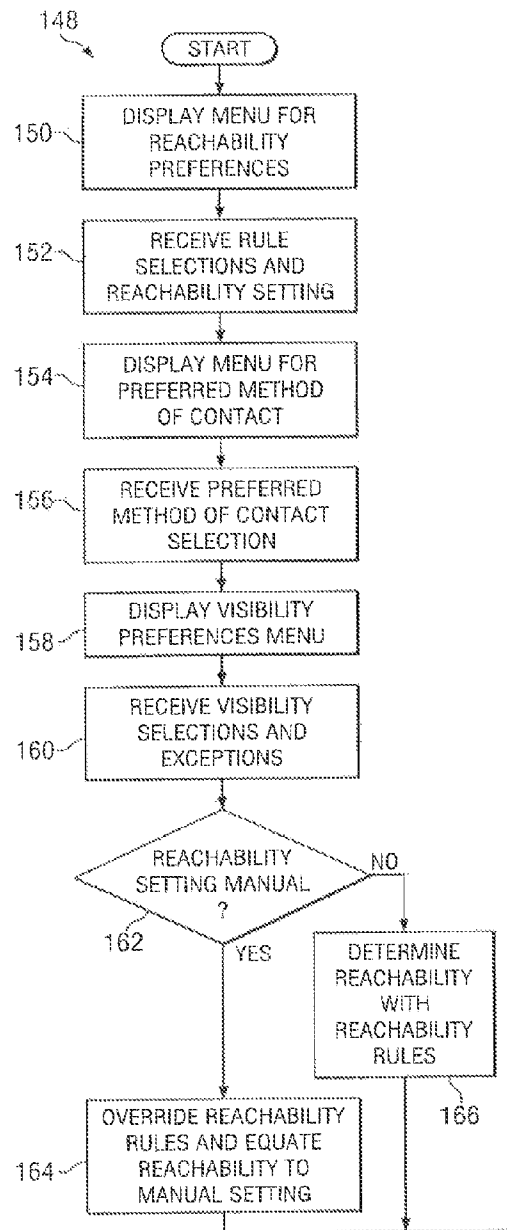 148
START
150
DISPLAY MENU FOR
REACHABILITY
PREFERENCES
152
RECEIVE RULE
SELECTIONS AND
REACHABILITY SETTING
154
DISPLAY MENU FOR
PREFERRED METHOD
OF CONTACT
156
RECEIVE PREFERRED
METHOD OF CONTACT
SELECTION
158
DISPLAY VISIBILITY
PREFERENCES MENU
160
RECEIVE VISIBILITY
SELECTIONS AND
EXCEPTIONS
REACHABILITY
SETTING MANUAL
?
162
NO
YES
DETERMINE
REACHABILITY
WITH
REACHABILITY
RULES
166
164
OVERRIDE REACHABILITY
RULES AND EQUATE
REACHABILITY TO
MANUAL SETTING